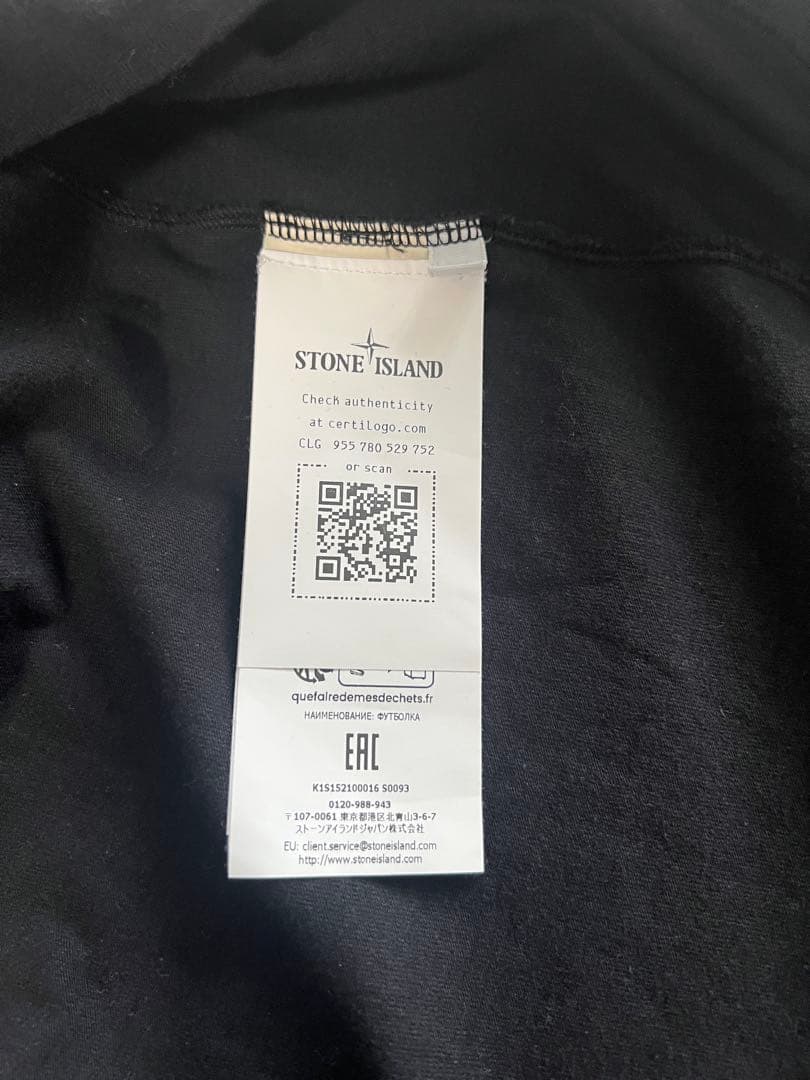 STONE ISLAND
Check authenticity
at certilogo.com
CLG 955 780 529 752
or scan
quefairedemesdechets.fr
НАИМЕНОВАНИЕ: ФУТБОЛКА
EAC
K1S152100016 S0093
0120-988-943
〒107-0061 東京都港区北青山3-6-7
ストーンアイランドジャパン株式会社
EU: client.service@stoneisland.com
http://www.stoneisland.com